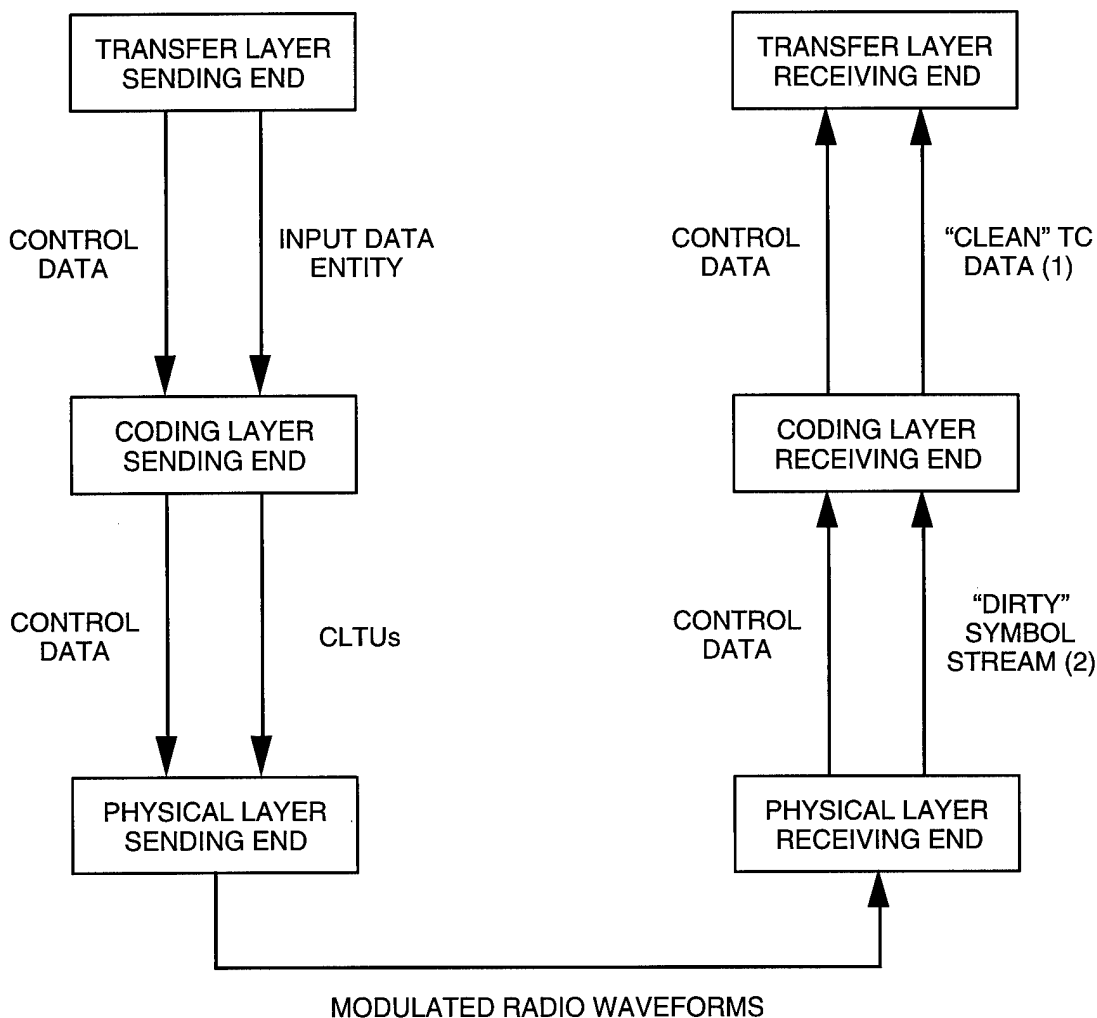 TRANSFER LAYER
SENDING END
TRANSFER LAYER
RECEIVING END
CONTROL
DATA
INPUT DATA
ENTITY
CONTROL
DATA
“CLEAN” TC
DATA (1)
CODING LAYER
SENDING END
CODING LAYER
RECEIVING END
CONTROL
DATA
CLTUs
CONTROL
DATA
“DIRTY”
SYMBOL
STREAM (2)
PHYSICAL LAYER
SENDING END
PHYSICAL LAYER
RECEIVING END
MODULATED RADIO WAVEFORMS